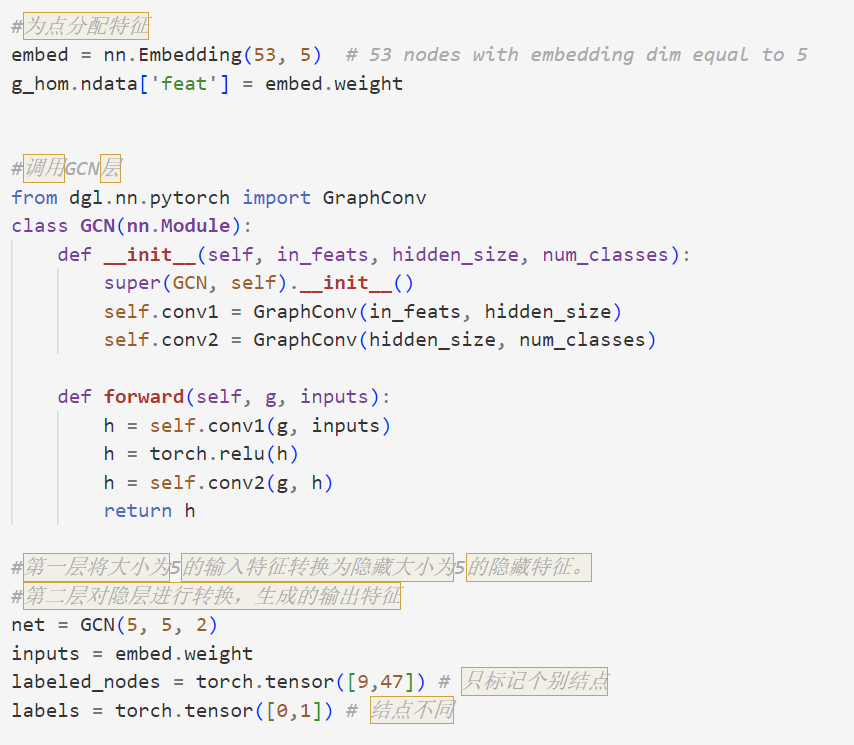 #为点分配特征
embed = nn.Embedding(53, 5)  # 53 nodes with embedding dim equal to 5
g_hom.ndata['feat'] = embed.weight
#调用GCN层
from dgl.nn.pytorch import GraphConv
class GCN(nn.Module):
    def __init__(self, in_feats, hidden_size, num_classes):
        super(GCN, self).__init__()
        self.conv1 = GraphConv(in_feats, hidden_size)
        self.conv2 = GraphConv(hidden_size, num_classes)
    def forward(self, g, inputs):
        h = self.conv1(g, inputs)
        h = torch.relu(h)
        h = self.conv2(g, h)
        return h
#第一层将大小为5的输入特征转换为隐藏大小为5的隐藏特征。
#第二层对隐层进行转换，生成的输出特征
net = GCN(5, 5, 2)
inputs = embed.weight
labeled_nodes = torch.tensor([9,47]) # 只标记个别结点
labels = torch.tensor([0,1]) # 结点不同